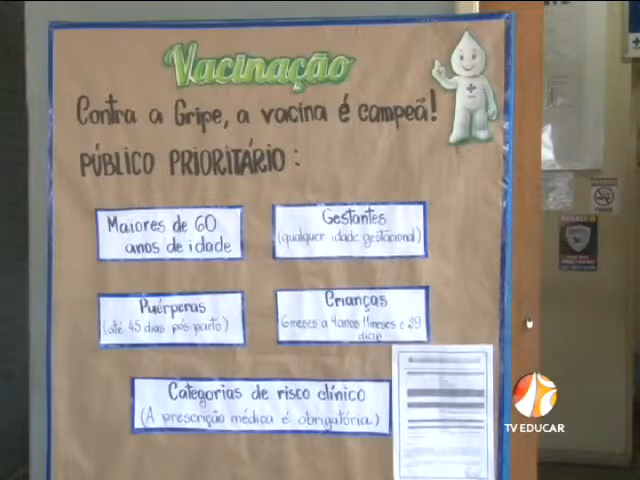 Vacinação
Contra a Gripe, a vacina é campeã!
PÚBLICO PRIORITÁRIO:
Maiores de 60
anos de idade
Gestantes
(qualquer idade gestacional)
Puérperas
(até 45 dias pós parto)
Crianças
6 meses a 4 anos 11 meses e 29
dias
Categorias de risco clínico
(A prescrição médica é obrigatória)
TV EDUCAR